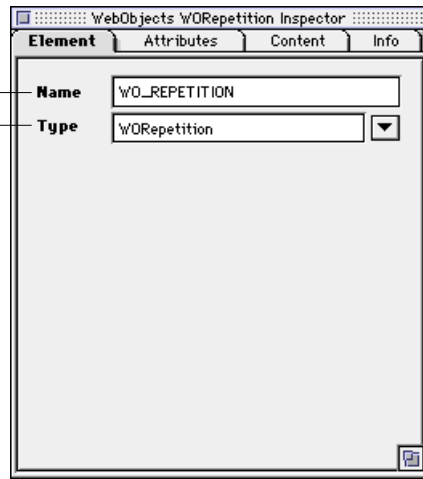 WebObjects WORepetition Inspector
Element Attributes Content Info
Name WO_REPETITION
Type WORepetition